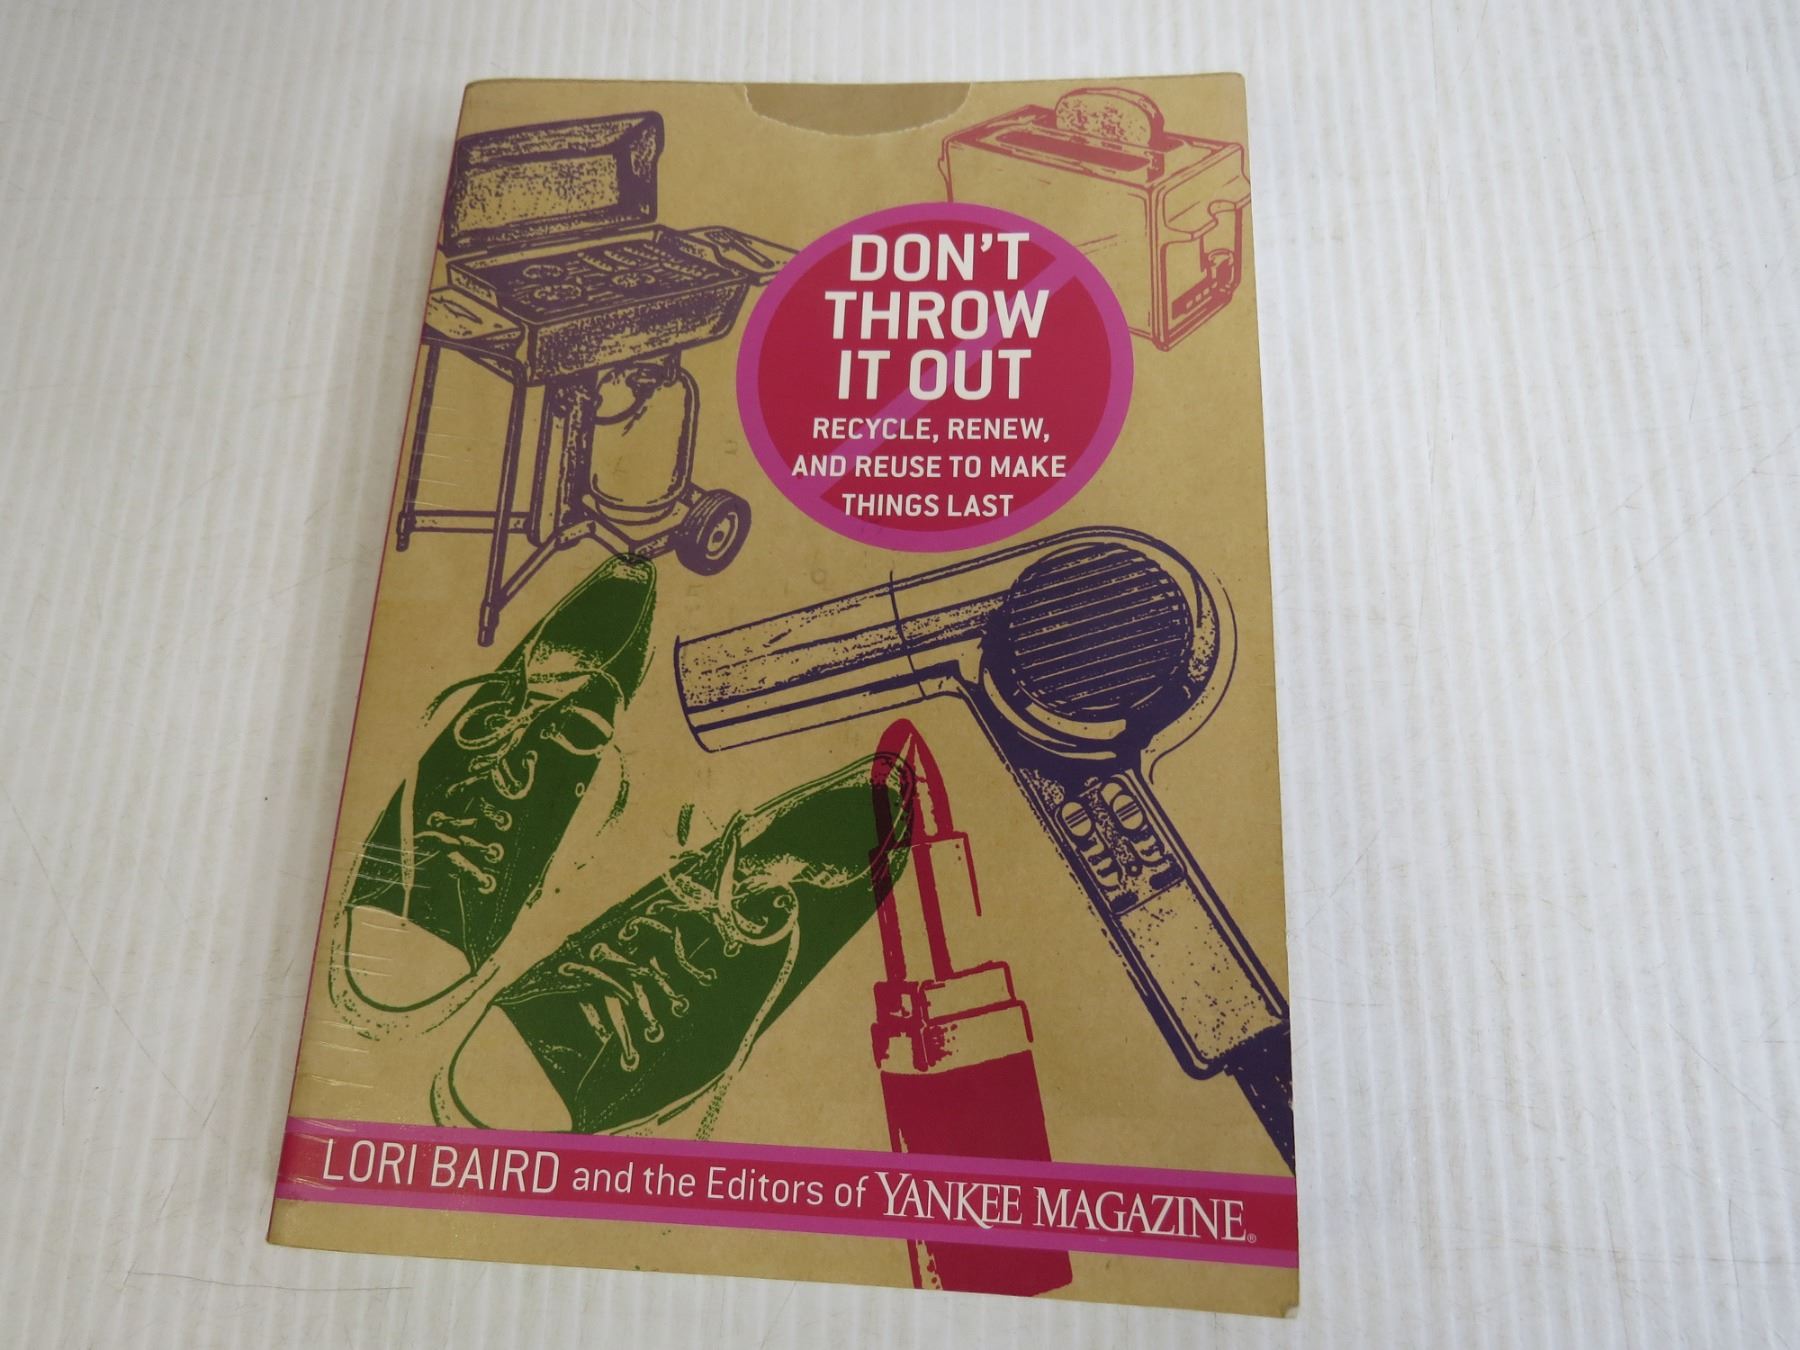 DON'T
THROW
IT OUT
RECYCLE, RENEW,
AND REUSE TO MAKE
THINGS LAST
LORI BAIRD and the Editors of YANKEE MAGAZINE®